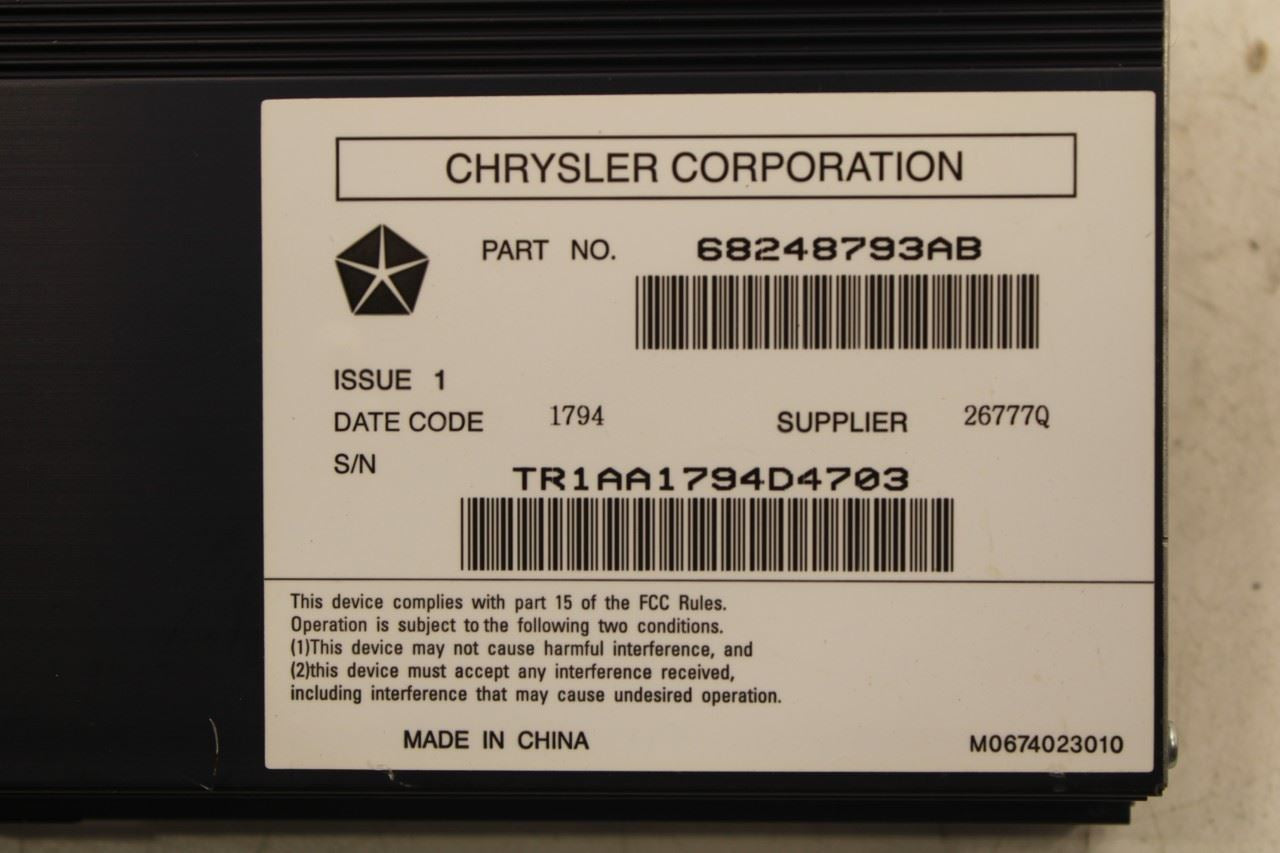 CHRYSLER CORPORATION
PART NO. 68248793AB
ISSUE 1
DATE CODE 1794 SUPPLIER 26777Q
S/N TR1AA1794D4703
This device complies with part 15 of the FCC Rules.
Operation is subject to the following two conditions.
(1)This device may not cause harmful interference, and
(2)this device must accept any interference received,
including interference that may cause undesired operation.
MADE IN CHINA M0674023010